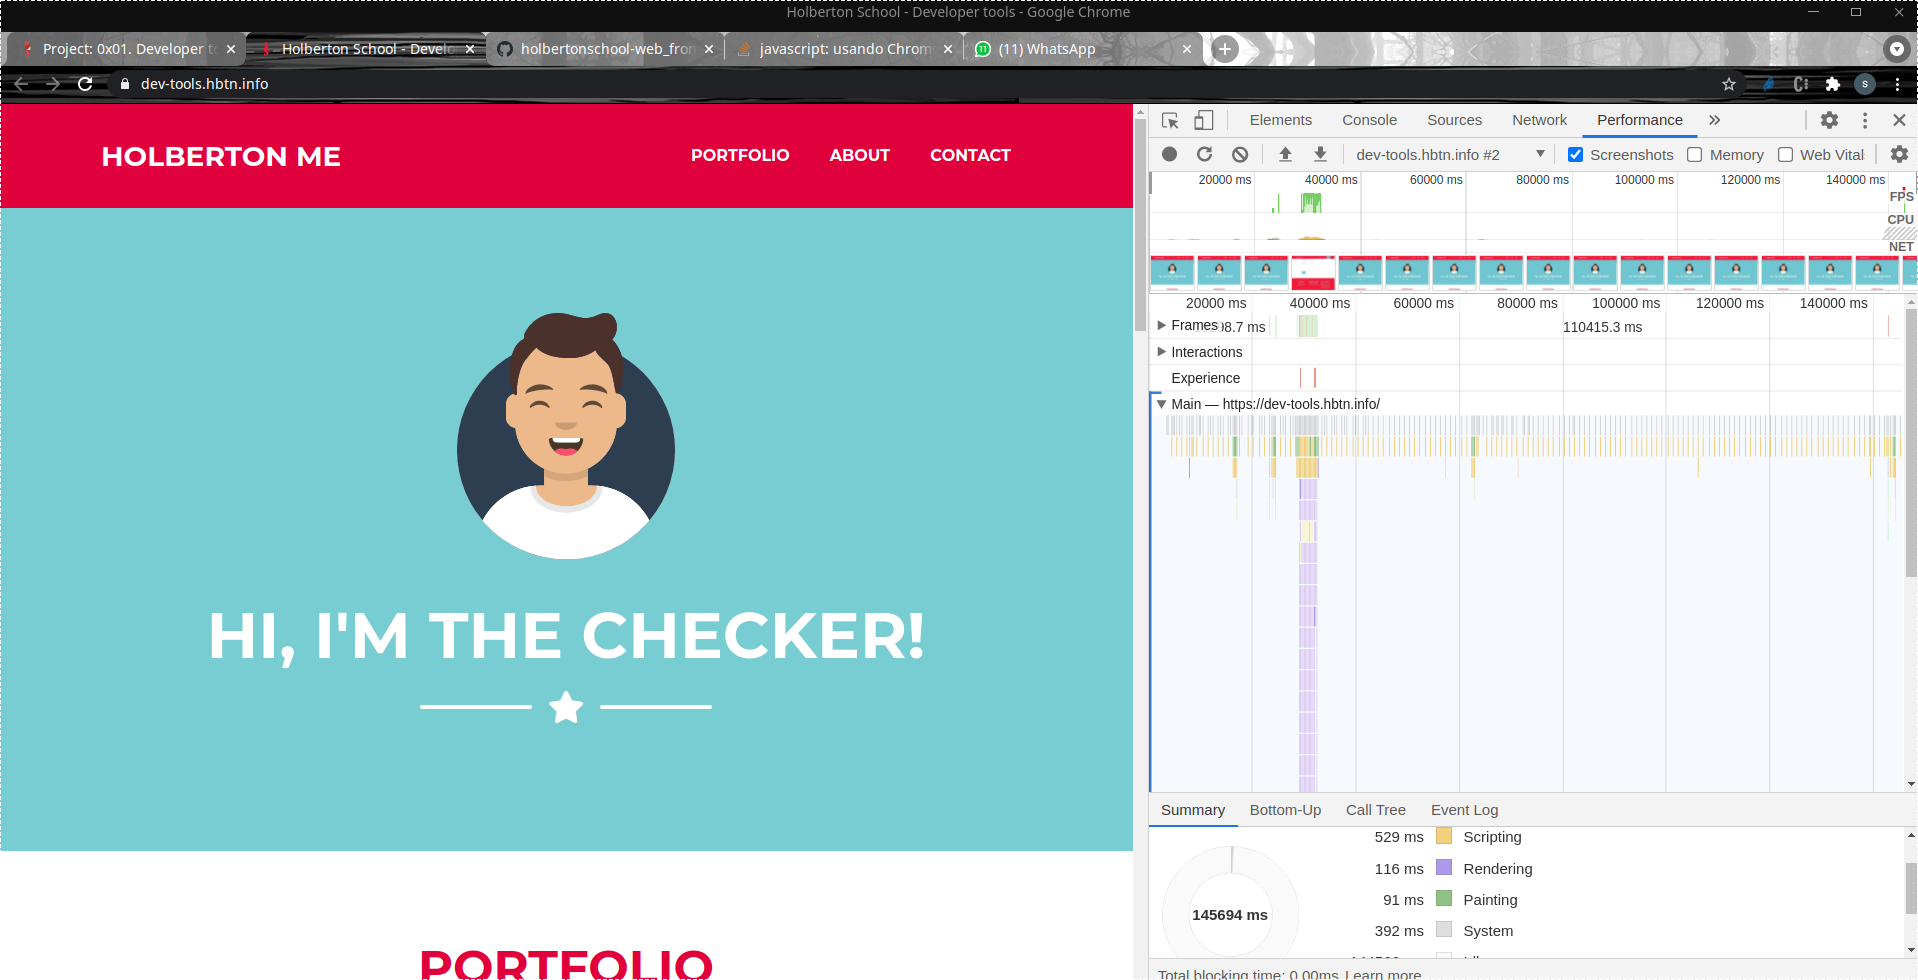 Holberton School - Developer tools - Google Chrome
Project: 0x01. Developer to
Holberton School - Develo
holbertonschool-web_fron
javascript: usando Chrom
(11) WhatsApp
dev-tools.hbtn.info
HOLBERTON ME
PORTFOLIO ABOUT CONTACT
HI, I'M THE CHECKER!
PORTFOLIO
Elements Console Sources Network Performance
dev-tools.hbtn.info #2 Screenshots Memory Web Vital
20000 ms 40000 ms 60000 ms 80000 ms 100000 ms 120000 ms 140000 ms
FPS
CPU
NET
20000 ms 40000 ms 60000 ms 80000 ms 100000 ms 120000 ms 140000 ms
Frames 98.7 ms 110415.3 ms
Interactions
Experience
Main — https://dev-tools.hbtn.info/
Summary Bottom-Up Call Tree Event Log
529 ms Scripting
116 ms Rendering
91 ms Painting
392 ms System
145694 ms
Total blocking time: 0.00ms Learn more